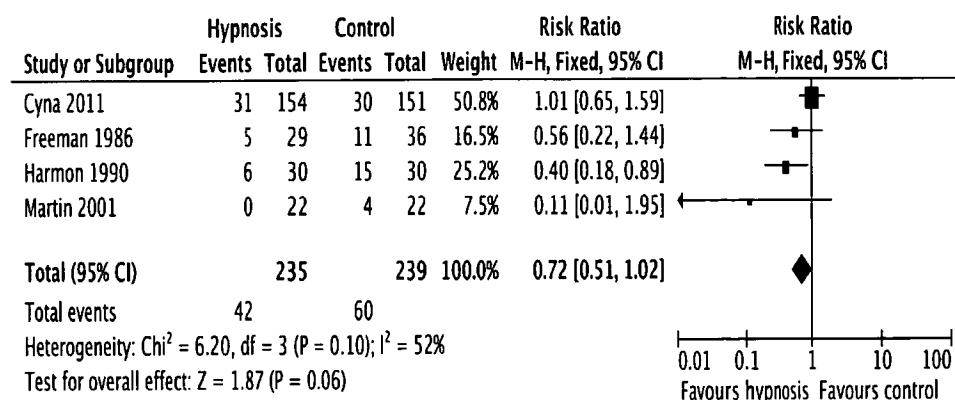 Hypnosis Control Risk Ratio Risk Ratio
Study or Subgroup Events Total Events Total Weight M-H, Fixed, 95% CI M-H, Fixed, 95% CI
Cyna 2011 31 154 30 151 50.8% 1.01 [0.65, 1.59]
Freeman 1986 5 29 11 36 16.5% 0.56 [0.22, 1.44]
Harmon 1990 6 30 15 30 25.2% 0.40 [0.18, 0.89]
Martin 2001 0 22 4 22 7.5% 0.11 [0.01, 1.95]
Total (95% CI) 235 239 100.0% 0.72 [0.51, 1.02]
Total events 42 60
Heterogeneity: Chi² = 6.20, df = 3 (P = 0.10); I² = 52%
Test for overall effect: Z = 1.87 (P = 0.06)
0.01 0.1 1 10 100
Favours hypnosis Favours control